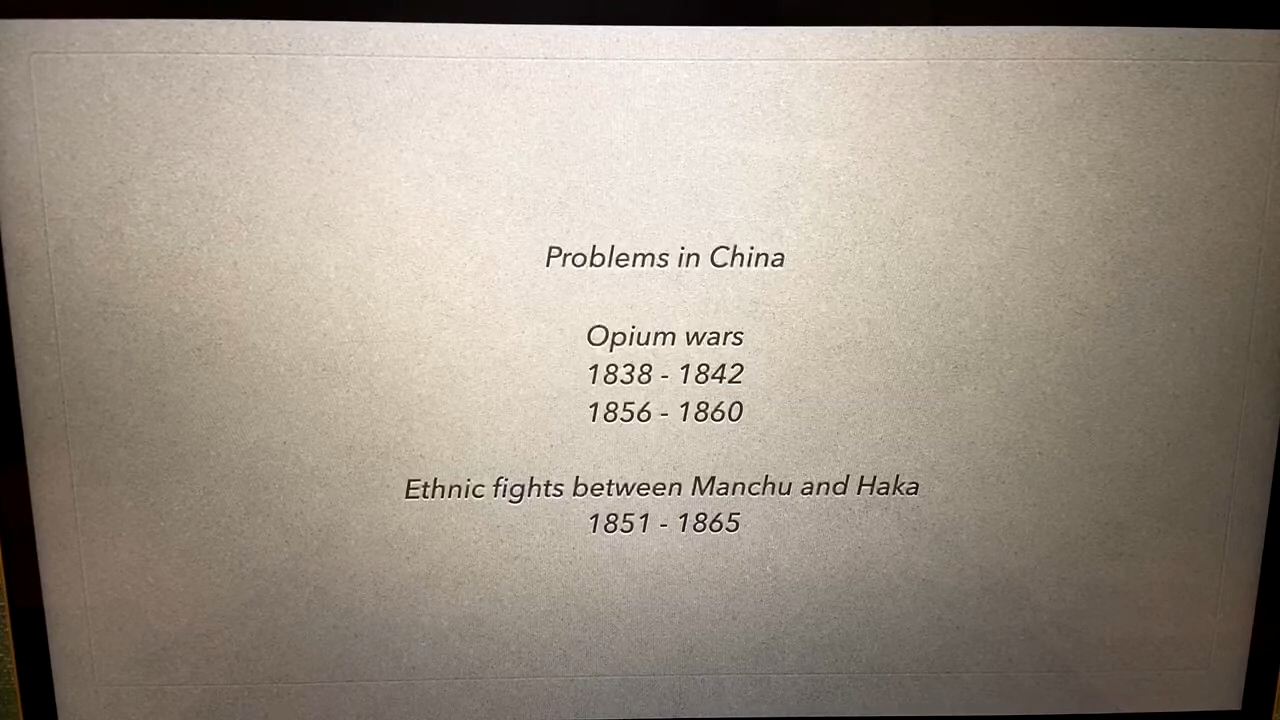 Problems in China
Opium wars
1838 - 1842
1856 - 1860
Ethnic fights between Manchu and Haka
1851 - 1865